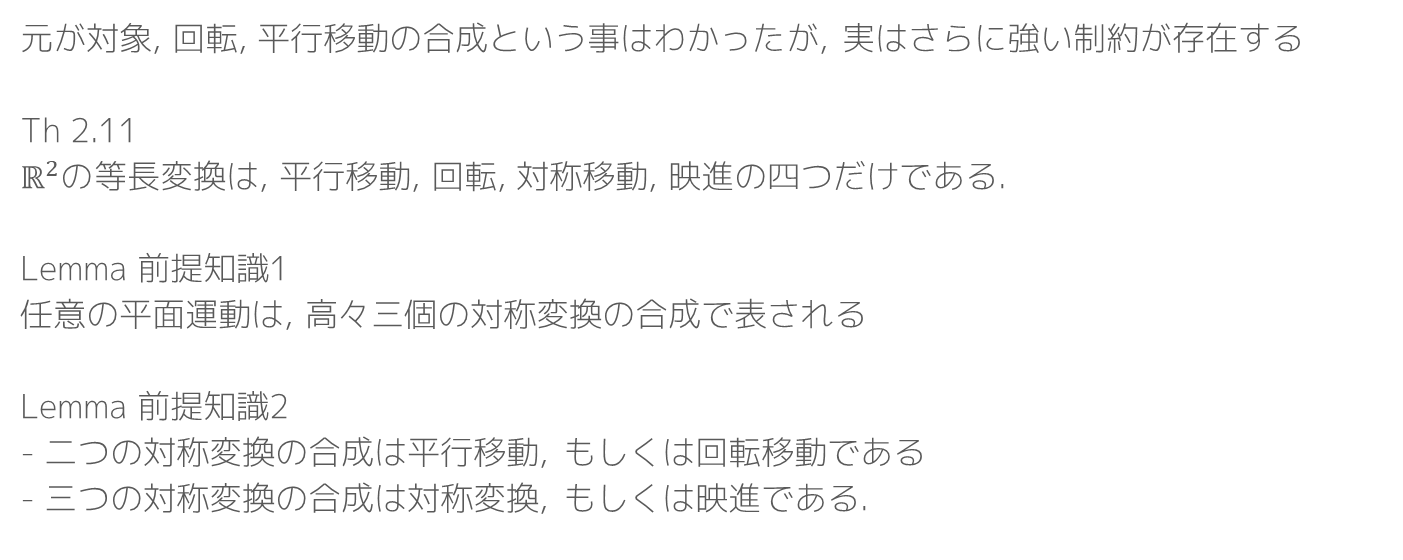 元が対象, 回転, 平行移動の合成という事はわかったが, 実はさらに強い制約が存在する
Th 2.11
ℝ²の等長変換は, 平行移動, 回転, 対称移動, 映進の四つだけである.
Lemma 前提知識1
任意の平面運動は, 高々三個の対称変換の合成で表される
Lemma 前提知識2
- 二つの対称変換の合成は平行移動, もしくは回転移動である
- 三つの対称変換の合成は対称変換, もしくは映進である.